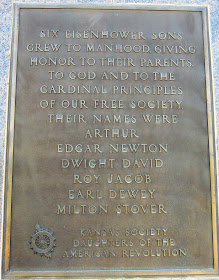 SIX EISENHOWER SONS
GREW TO MANHOOD, GIVING
HONOR TO THEIR PARENTS,
TO GOD AND TO THE
CARDINAL PRINCIPLES
OF OUR FREE SOCIETY
THEIR NAMES WERE
ARTHUR
EDGAR NEWTON
DWIGHT DAVID
ROY JACOB
EARL DEWEY
MILTON STOVER
KANSAS SOCIETY
DAUGHTERS OF THE
AMERICAN REVOLUTION